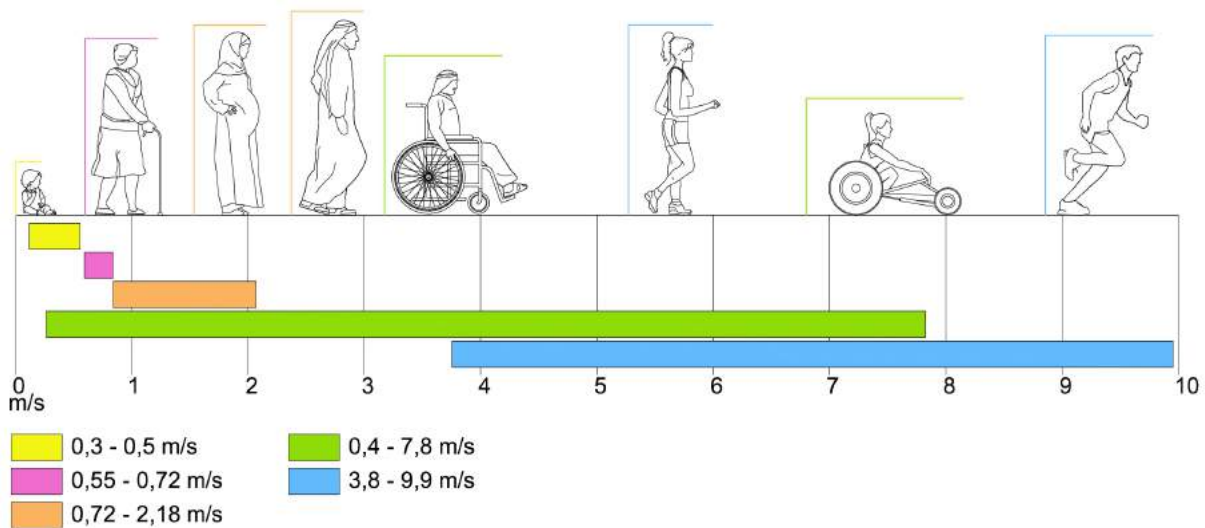 0 1 2 3 4 5 6 7 8 9 10
m/s
0,3 - 0,5 m/s
0,55 - 0,72 m/s
0,72 - 2,18 m/s
0,4 - 7,8 m/s
3,8 - 9,9 m/s